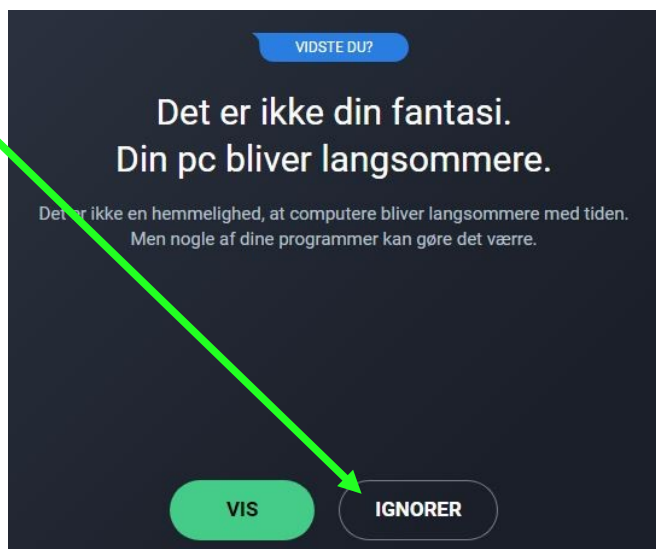 VIDSTE DU?
Det er ikke din fantasi.
Din pc bliver langsommere.
Det er ikke en hemmelighed, at computere bliver langsommere med tiden.
Men nogle af dine programmer kan gøre det værre.
VIS
IGNORER